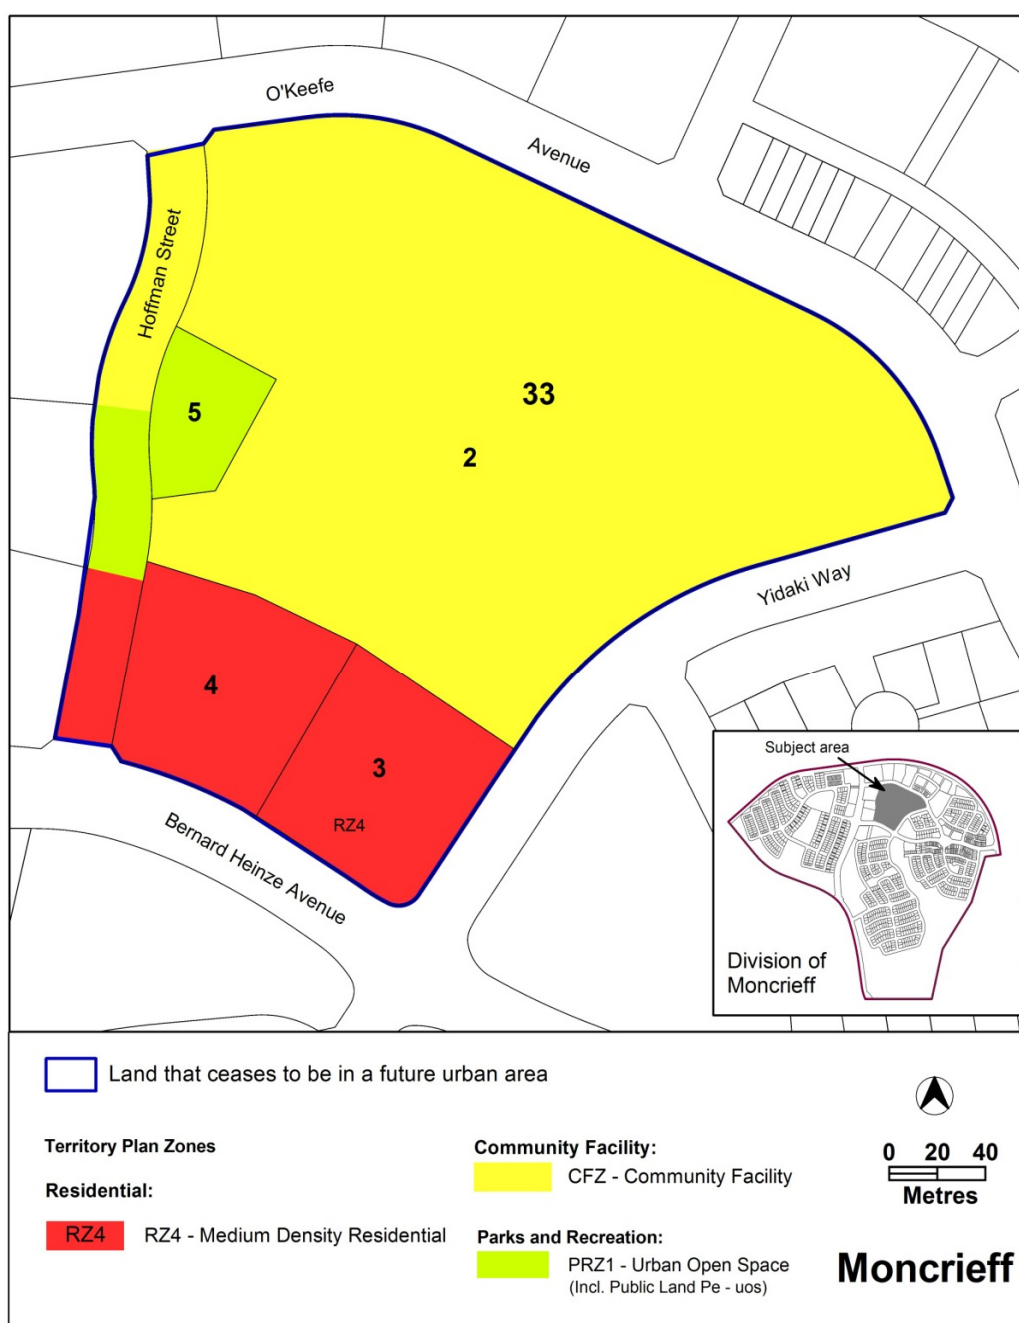 O'Keefe
Avenue
Hoffman Street
33
5
2
Yidaki Way
4
3
RZ4
Bernard Heinze Avenue
Subject area
Division of
Moncrieff
Land that ceases to be in a future urban area
Territory Plan Zones
Residential:
RZ4
RZ4 - Medium Density Residential
Community Facility:
CFZ - Community Facility
Parks and Recreation:
PRZ1 - Urban Open Space
(Incl. Public Land Pe - uos)
0 20 40
Metres
Moncrieff